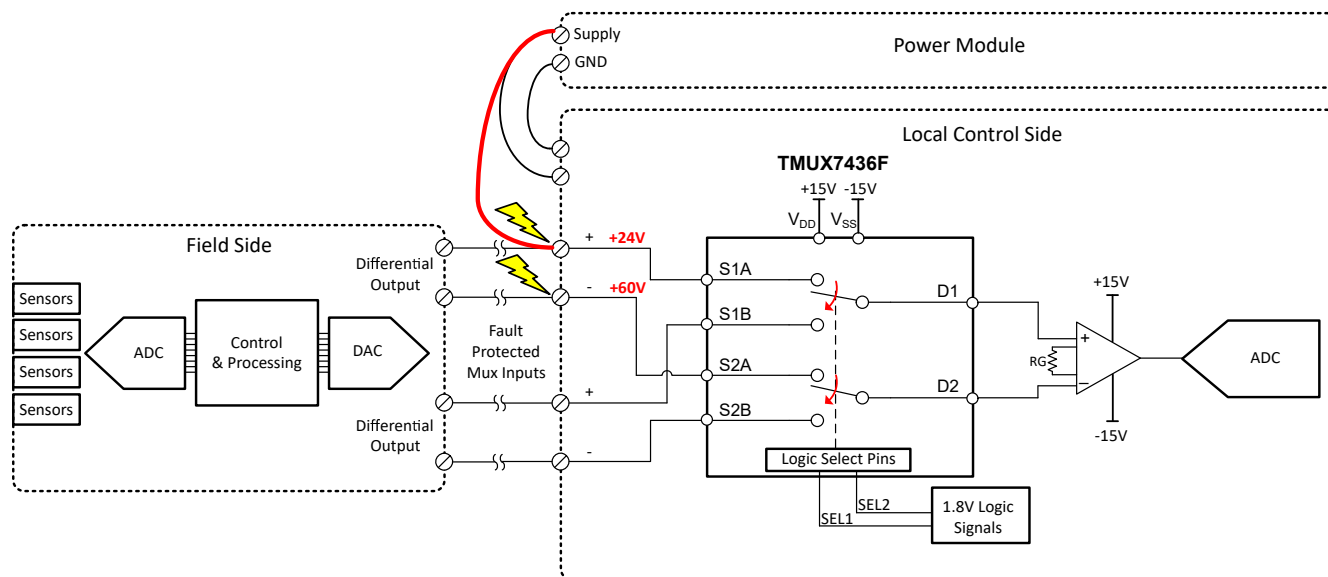 Supply
GND
Power Module
Local Control Side
TMUX7436F
+15V -15V
VDD VSS
Field Side
Sensors
Sensors
Sensors
Sensors
ADC
Control
& Processing
DAC
Differential
Output
Differential
Output
Fault
Protected
Mux Inputs
+ +24V
- +60V
+
-
S1A
S1B
S2A
S2B
D1
D2
Logic Select Pins
SEL2
SEL1
1.8V Logic
Signals
+15V
+
RG
−
-15V
ADC